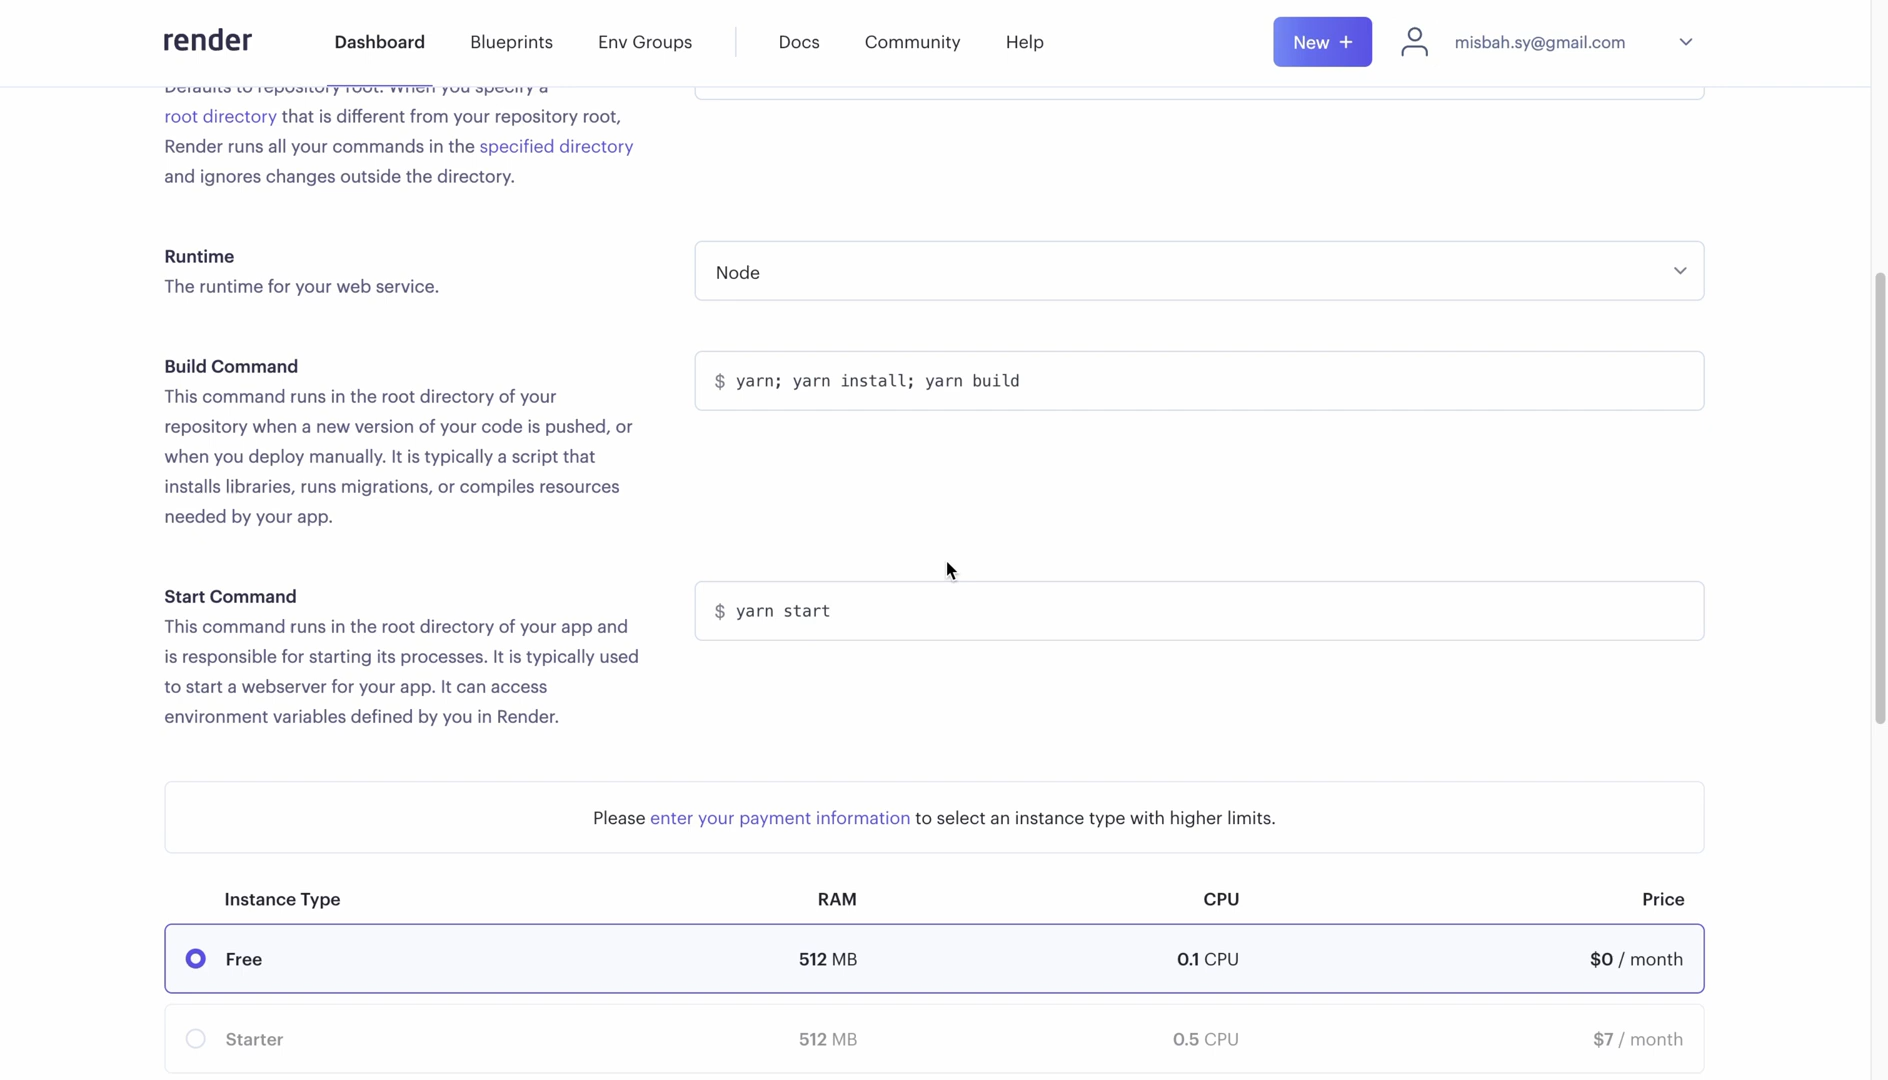 render
Dashboard
Blueprints
Env Groups
Docs
Community
Help
New +
misbah.sy@gmail.com
Defaults to repository root. When you specify a
root directory that is different from your repository root,
Render runs all your commands in the specified directory
and ignores changes outside the directory.
Runtime
The runtime for your web service.
Node
Build Command
This command runs in the root directory of your
repository when a new version of your code is pushed, or
when you deploy manually. It is typically a script that
installs libraries, runs migrations, or compiles resources
needed by your app.
$ yarn; yarn install; yarn build
Start Command
This command runs in the root directory of your app and
is responsible for starting its processes. It is typically used
to start a webserver for your app. It can access
environment variables defined by you in Render.
$ yarn start
Please enter your payment information to select an instance type with higher limits.
Instance Type RAM CPU Price
Free 512 MB 0.1 CPU $0 / month
Starter 512 MB 0.5 CPU $7 / month